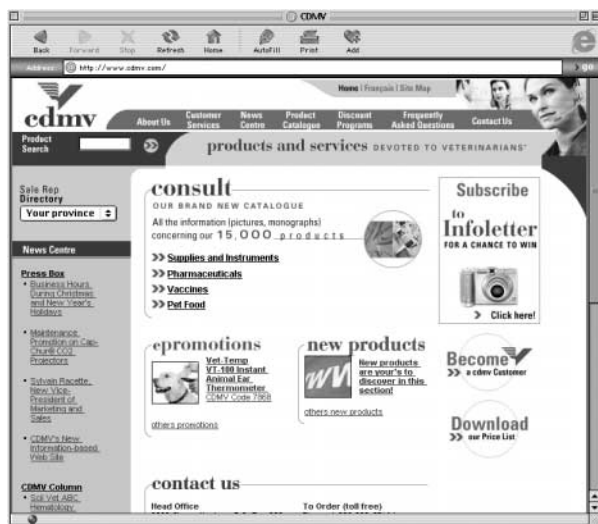 CDMV
Back Forward Stop Refresh Home AutoFill Print Add
Address: http://www.cdmv.com/ go
Home | Français | Site Map
cdmv
About Us Customer Services News Centre Product Catalogue Discount Programs Frequently Asked Questions Contact Us
Product
Search
products and services DEVOTED TO VETERINARIANS
Sale Rep
Directory
Your province
News Centre
Press Box
• Business Hours
During Christmas
and New Year's
Holidays
• Maintenance
Promotion on Cap-
Chur® CO2
Projectors
• Sylvain Racette,
New Vice-
President of
Marketing and
Sales
• CDMV's New
Information-based
Web Site
CDMV Column
• Sol Vet ABC
Hematology
consult
OUR BRAND NEW CATALOGUE
All the information (pictures, monographs)
concerning our 15,000 products
>> Supplies and Instruments
>> Pharmaceuticals
>> Vaccines
>> Pet Food
Subscribe
to
Infoletter
FOR A CHANCE TO WIN
> Click here!
epromotions
Vet-Temp
VT-100 Instant
Animal Ear
Thermometer
CDMV Code 7868
others promotions
new products
New products
are your's to
discover in this
section!
others new products
Become
>> a cdmv Customer
Download
>> our Price List
contact us
Head Office To Order (toll free)